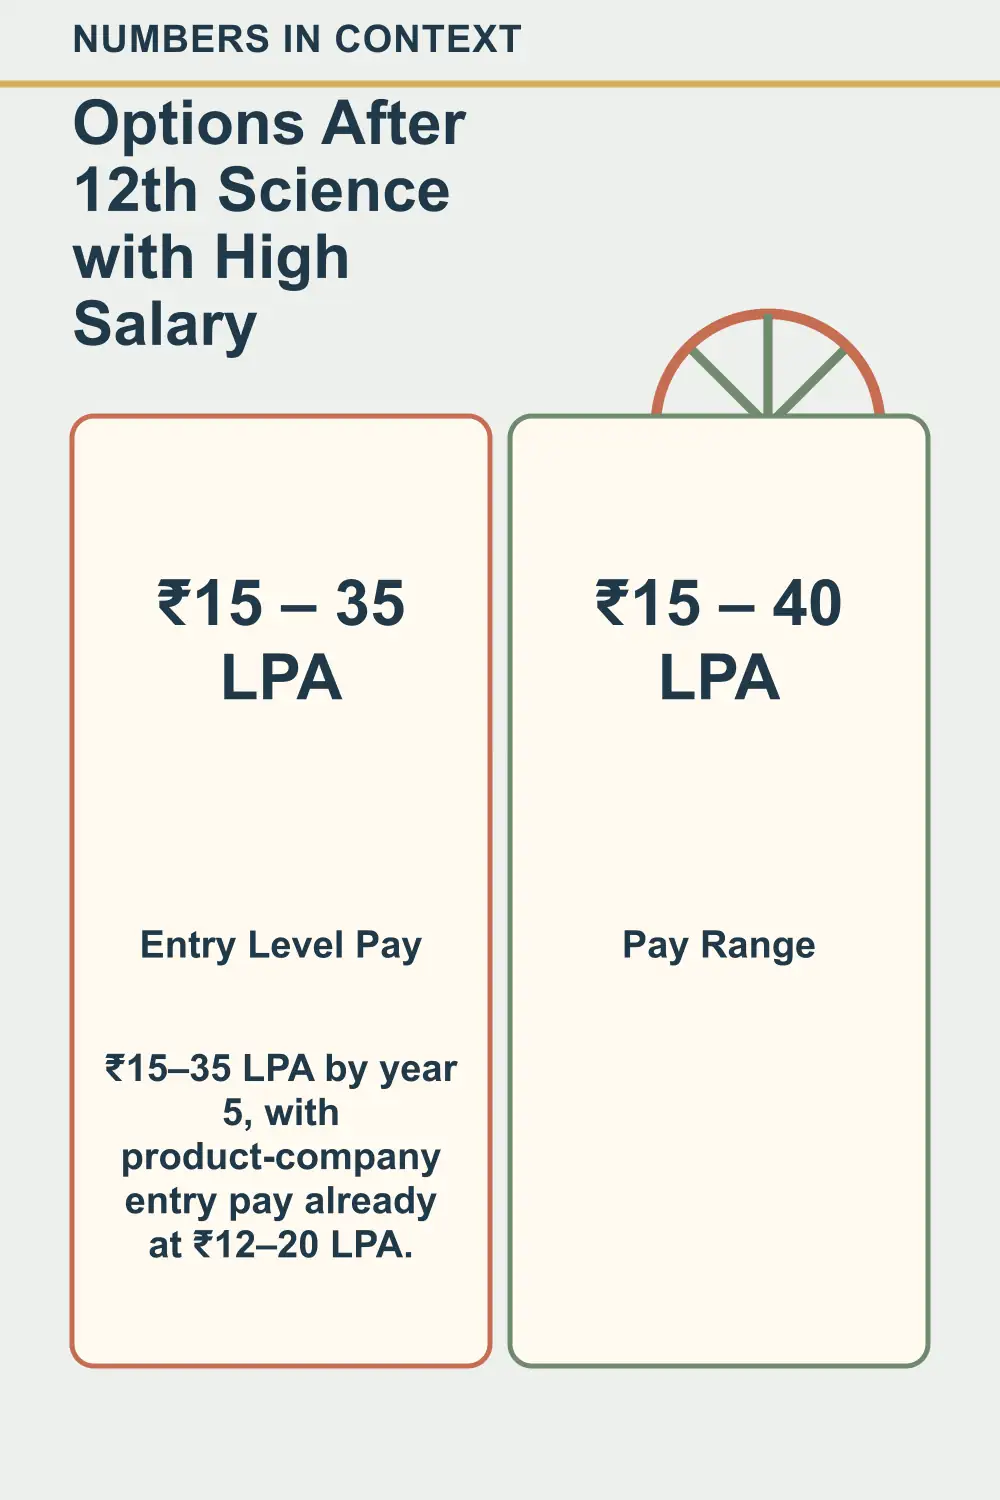 NUMBERS IN CONTEXT
Options After
12th Science
with High
Salary
₹15 – 35
LPA
Entry Level Pay
₹15–35 LPA by year
5, with
product-company
entry pay already
at ₹12–20 LPA.
₹15 – 40
LPA
Pay Range